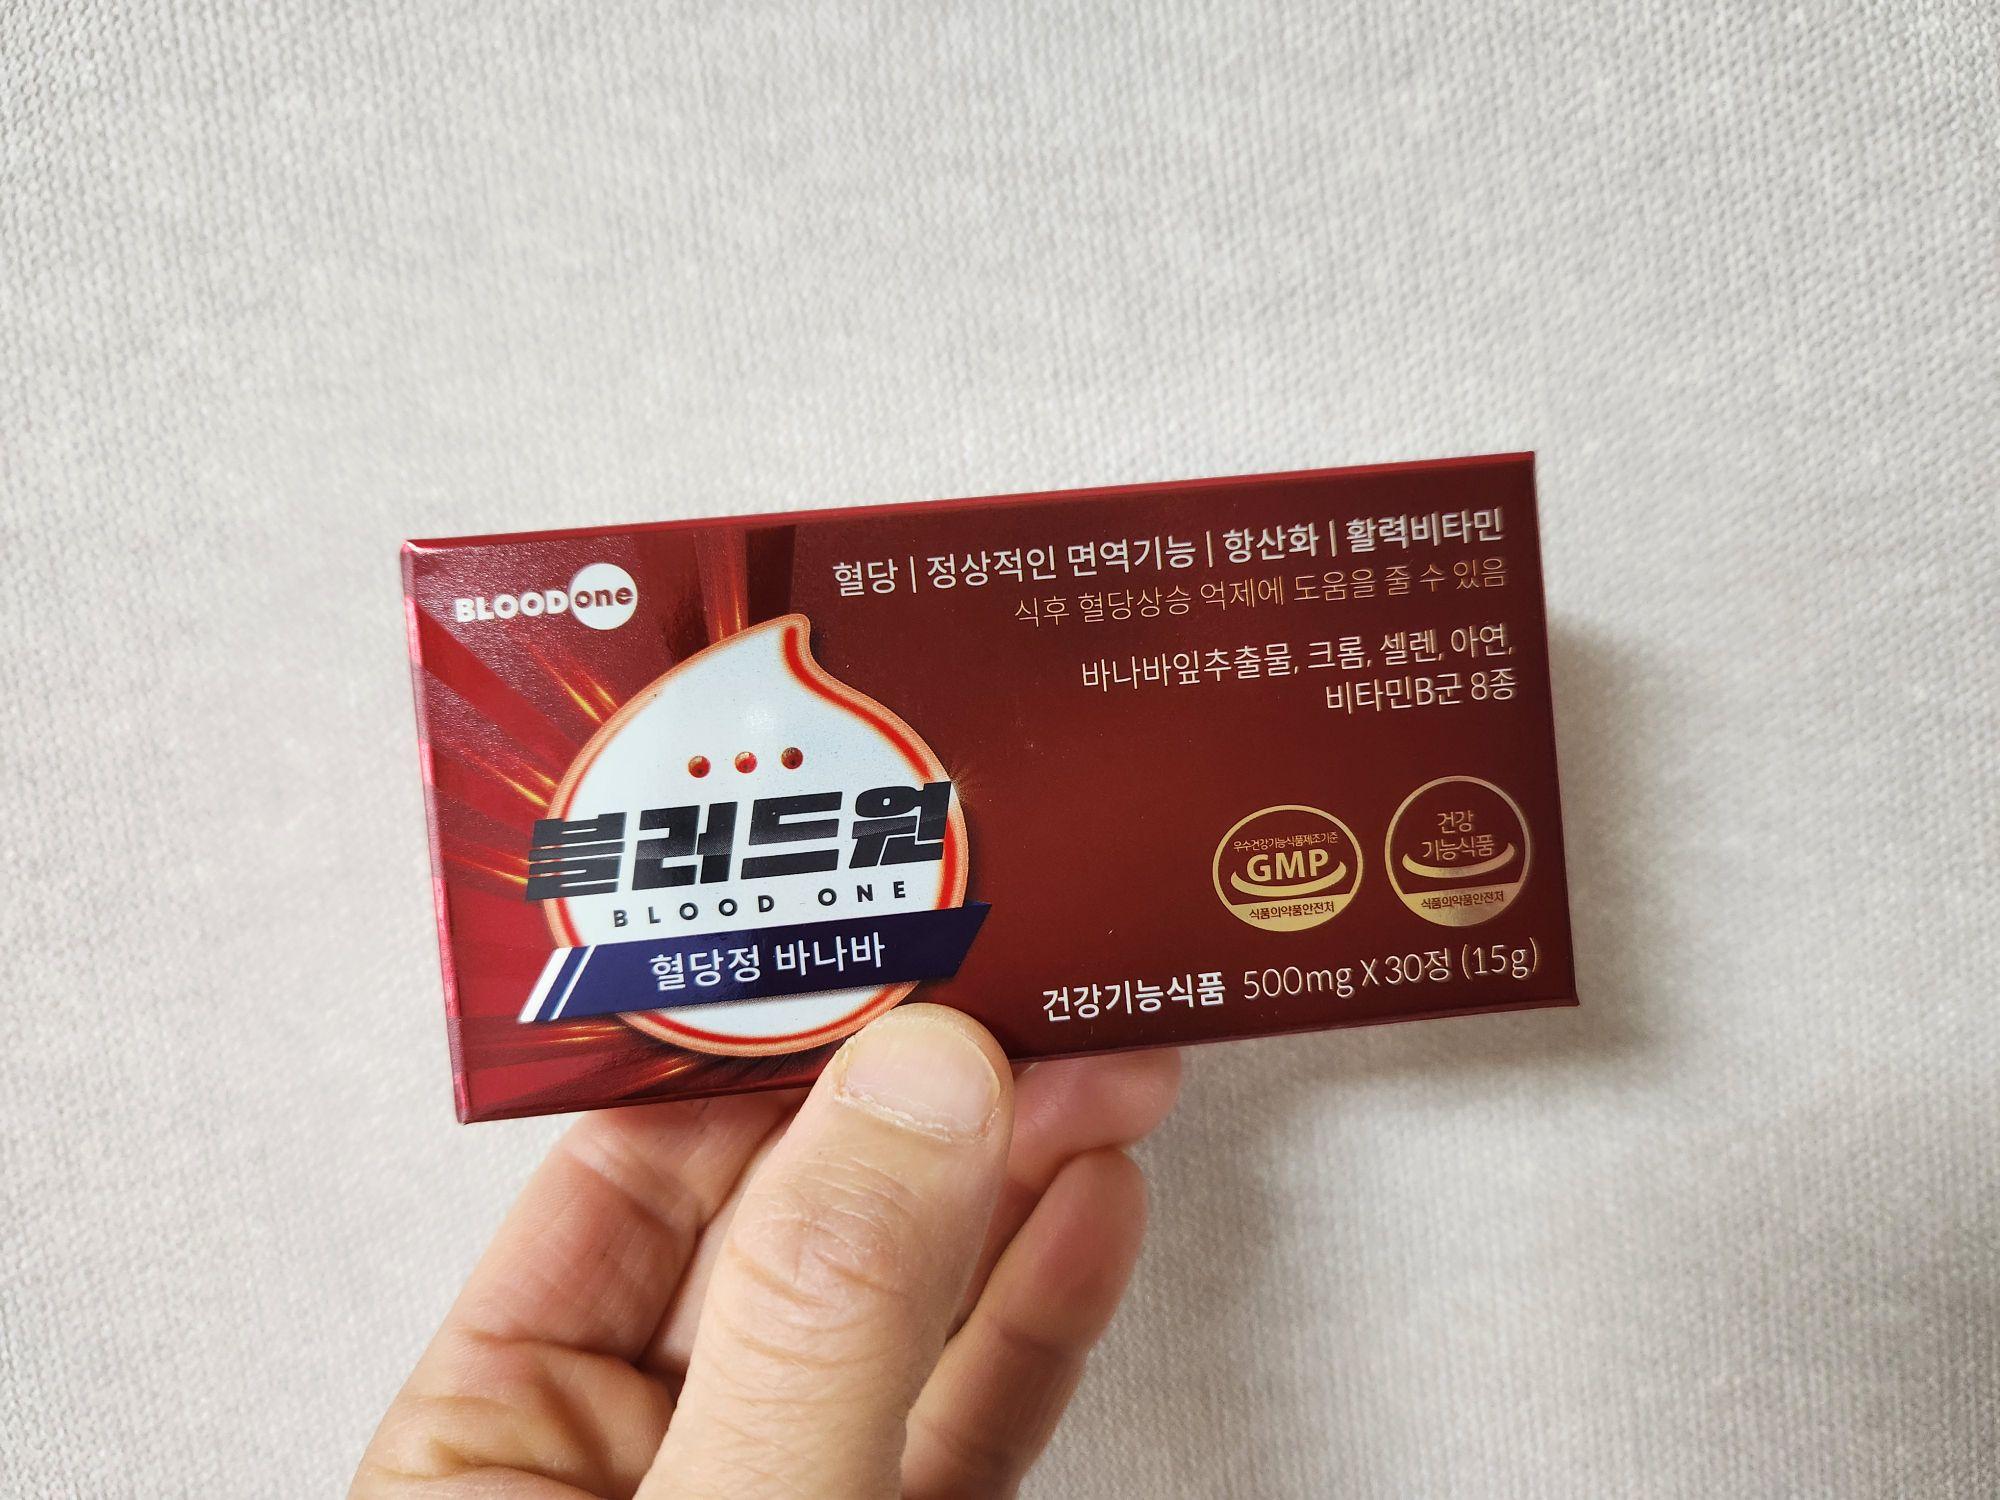 BLOODone
혈당 | 정상적인 면역기능 | 항산화 | 활력비타민
식후 혈당상승 억제에 도움을 줄 수 있음
바나바잎추출물, 크롬, 셀렌, 아연,
비타민B군 8종
블러드원
BLOOD ONE
혈당정 바나바
우수건강기능식품제조기준
GMP
식품의약품안전처
건강
기능식품
식품의약품안전처
건강기능식품 500mg X 30정 (15g)